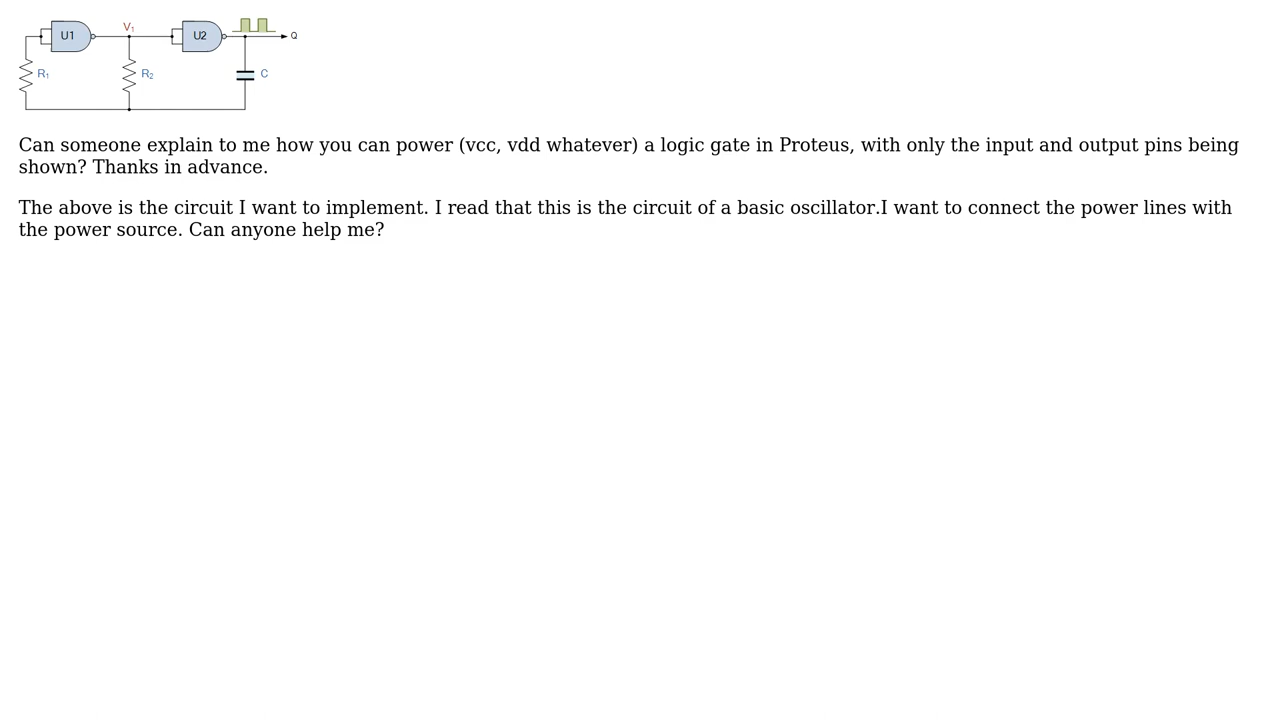 U1 V₁ U2 Q
R₁ R₂ C
Can someone explain to me how you can power (vcc, vdd whatever) a logic gate in Proteus, with only the input and output pins being
shown? Thanks in advance.
The above is the circuit I want to implement. I read that this is the circuit of a basic oscillator.I want to connect the power lines with
the power source. Can anyone help me?